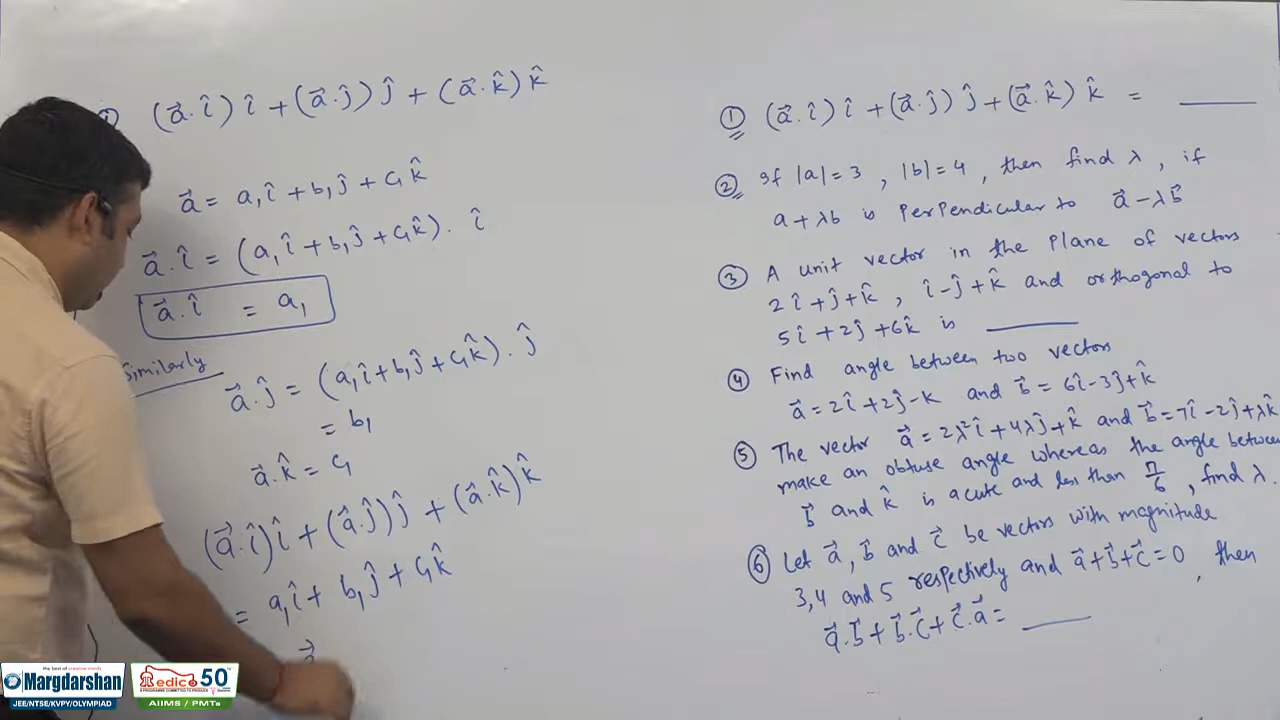 (a⃗.î) î + (a⃗.ĵ) ĵ + (a⃗.k̂) k̂
a⃗ = a₁î + b₁ĵ + c₁k̂
a⃗.î = (a₁î + b₁ĵ + c₁k̂). î
a⃗.î = a₁
Similarly
a⃗.ĵ = (a₁î + b₁ĵ + c₁k̂). ĵ
= b₁
a⃗.k̂ = c₁
(a⃗.î)î + (a⃗.ĵ)ĵ + (a⃗.k̂)k̂
= a₁î + b₁ĵ + c₁k̂
① (a⃗.î) î + (a⃗.ĵ) ĵ + (a⃗.k̂) k̂ = ____
② If |a| = 3 , |b| = 4 , then find λ , if
a + λb is perpendicular to a⃗ - λb⃗
③ A unit vector in the plane of vectors
2î + ĵ + k̂ , î - ĵ + k̂ and orthogonal to
5î + 2ĵ + 6k̂ is ____
④ Find angle between two vectors
a⃗ = 2î + 2ĵ - k and b⃗ = 6î - 3ĵ + k̂
⑤ The vector a⃗ = 2λ²î + 4λĵ + k̂ and b⃗ = 7î - 2ĵ + λk̂
make an obtuse angle whereas the angle between
b⃗ and k̂ is acute and less than π/6 , find λ.
⑥ Let a⃗, b⃗ and c⃗ be vectors with magnitude
3, 4 and 5 respectively and a⃗ + b⃗ + c⃗ = 0 , then
a⃗.b⃗ + b⃗.c⃗ + c⃗.a⃗ = ____
Margdarshan
JEE/NTSE/KVPY/OLYMPIAD
Medico 50
AIIMS / PMTs